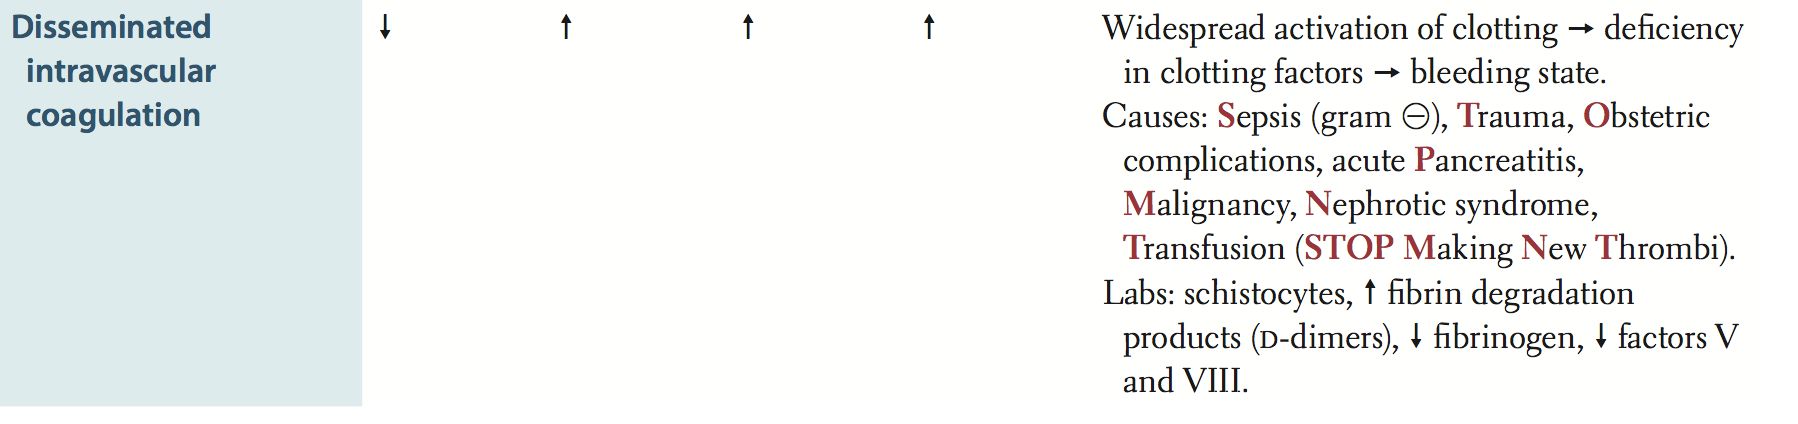 Disseminated
intravascular
coagulation
↓ ↑ ↑ ↑
Widespread activation of clotting → deficiency
in clotting factors → bleeding state.
Causes: Sepsis (gram ⊝), Trauma, Obstetric
complications, acute Pancreatitis,
Malignancy, Nephrotic syndrome,
Transfusion (STOP Making New Thrombi).
Labs: schistocytes, ↑ fibrin degradation
products (D-dimers), ↓ fibrinogen, ↓ factors V
and VIII.